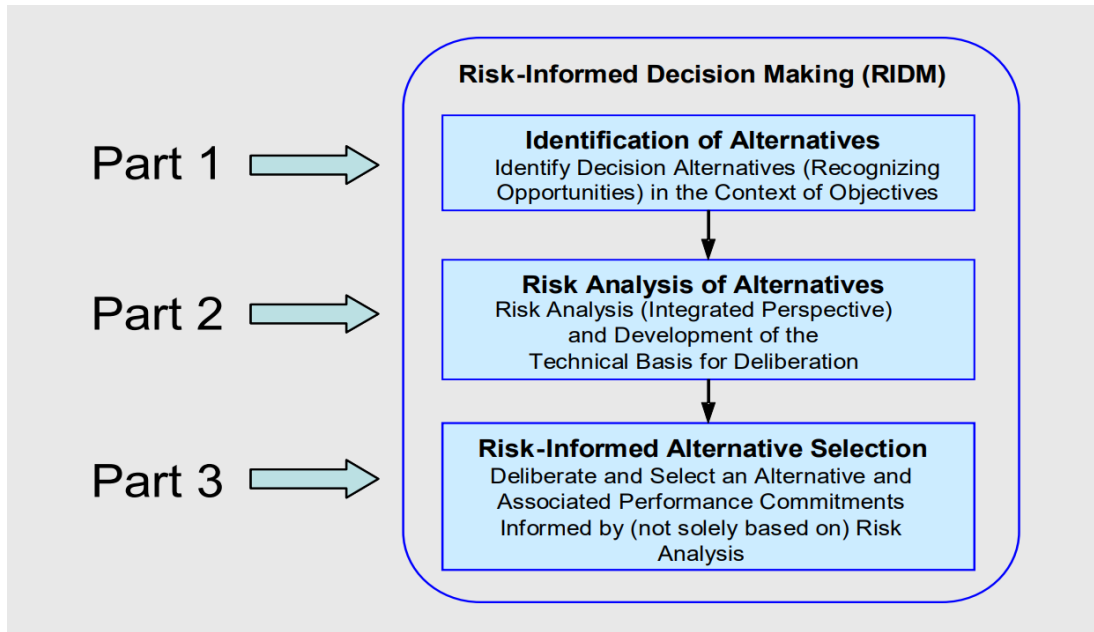 Risk-Informed Decision Making (RIDM)
Part 1
Identification of Alternatives
Identify Decision Alternatives (Recognizing
Opportunities) in the Context of Objectives
Part 2
Risk Analysis of Alternatives
Risk Analysis (Integrated Perspective)
and Development of the
Technical Basis for Deliberation
Part 3
Risk-Informed Alternative Selection
Deliberate and Select an Alternative and
Associated Performance Commitments
Informed by (not solely based on) Risk
Analysis